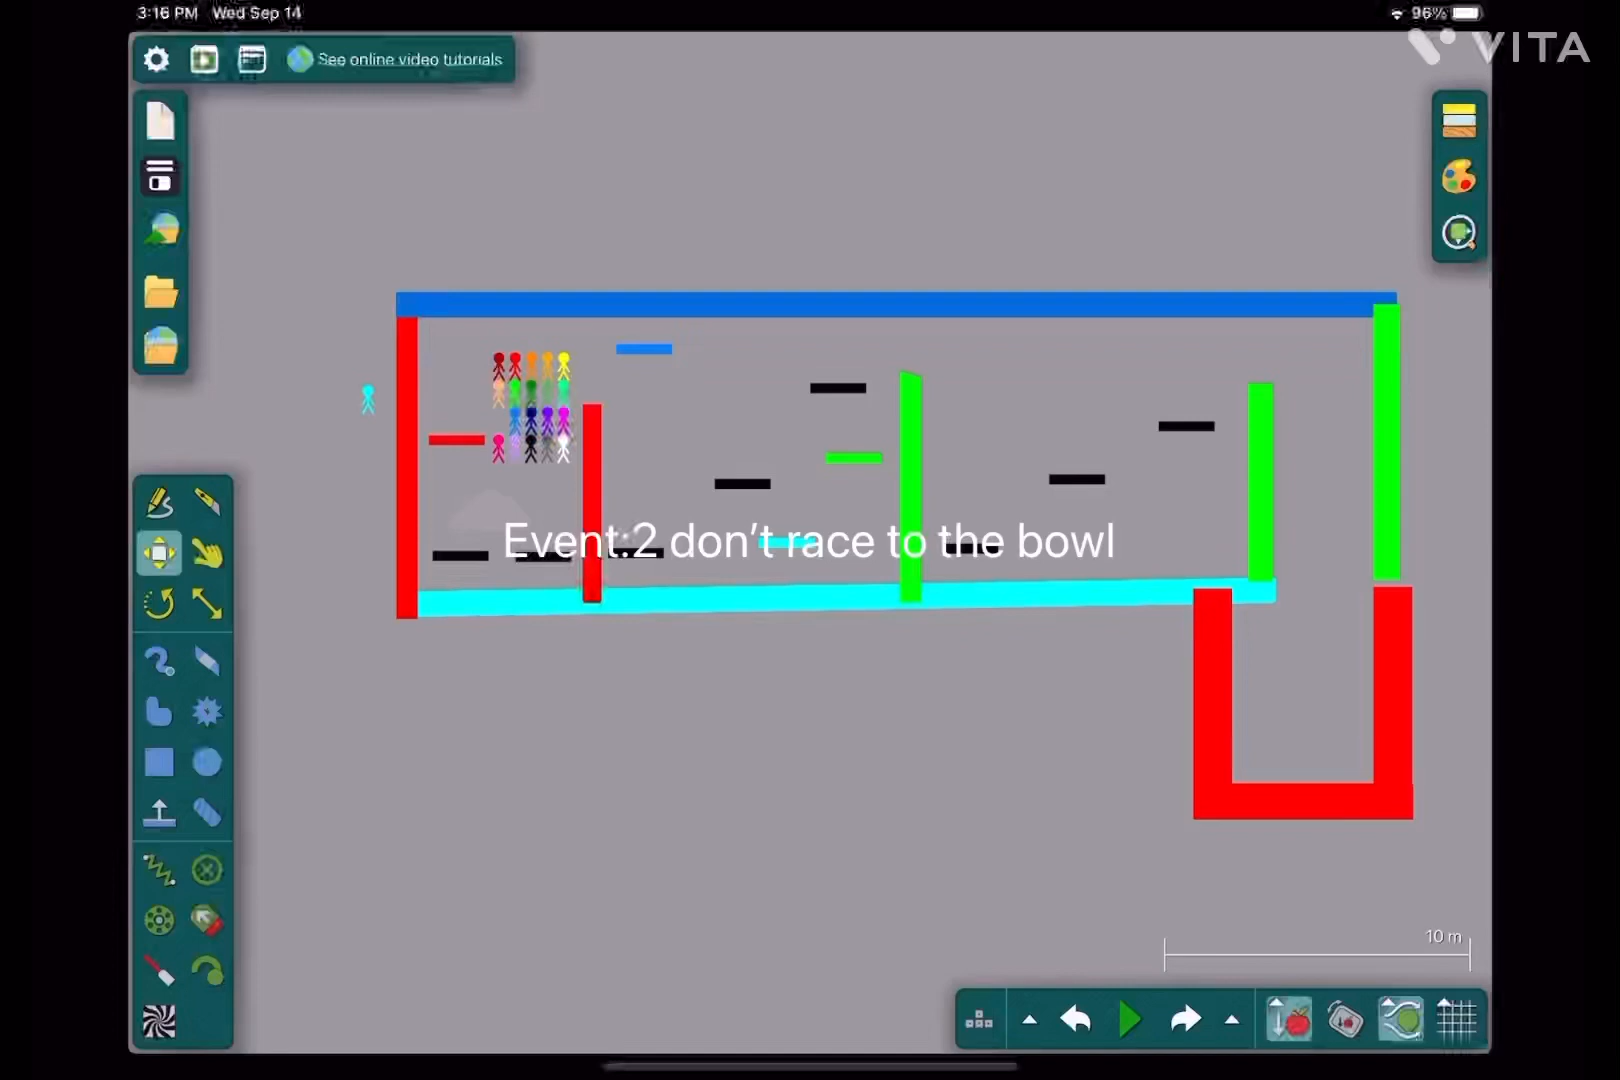 3:16 PM Wed Sep 14
96%
VITA
See online video tutorials
Event:2 don’t race to the bowl
10 m